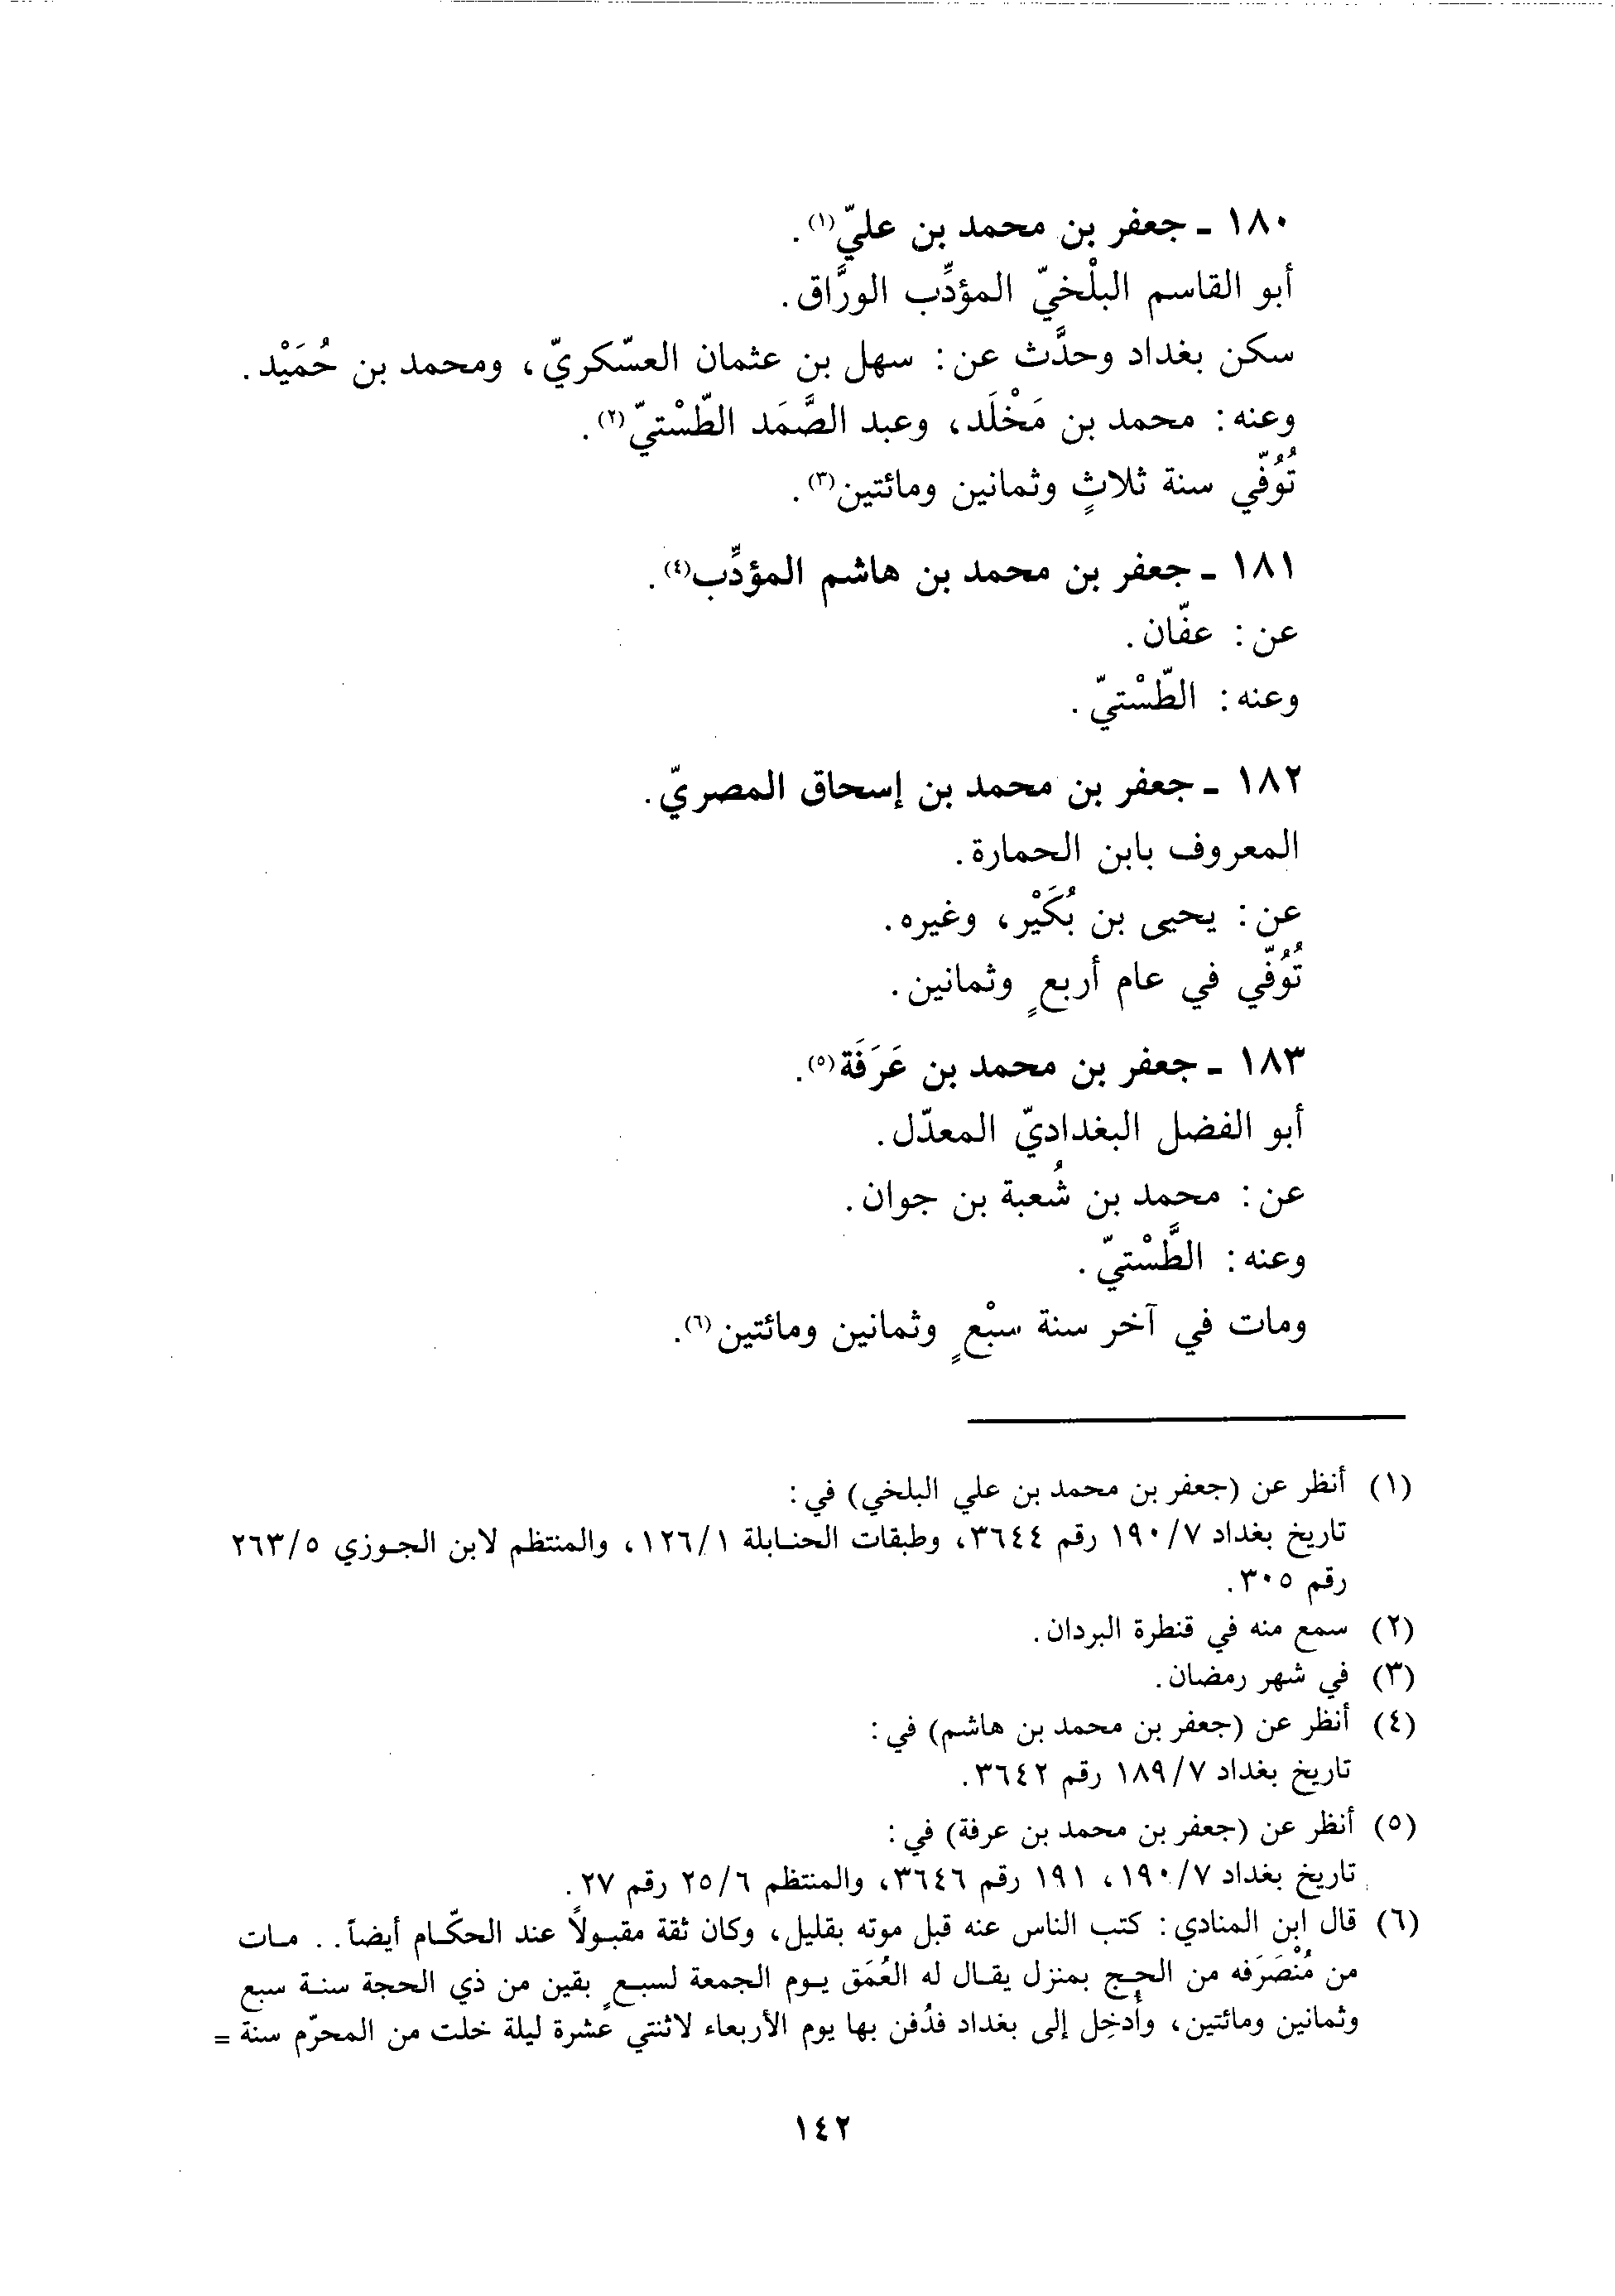 ١٨٠ ـ جعفر بن محمد بن عليّ(١).
أبو القاسم البلْخيّ المؤدِّب الورَّاق.
سكن بغداد وحدَّث عن: سهل بن عثمان العسّكريّ، ومحمد بن حُمَيْد.
وعنه: محمد بن مَخْلَد، وعبد الصَّمَد الطّسْتيّ(٢).
تُوُفّي سنة ثلاثٍ وثمانين ومائتين(٣).
١٨١ ـ جعفر بن محمد بن هاشم المؤدِّب(٤).
عن: عفّان.
وعنه: الطّسْتيّ.
١٨٢ ـ جعفر بن محمد بن إسحاق المصريّ.
المعروف بابن الحمارة.
عن: يحيى بن بُكَيْر، وغيره.
تُوُفّي في عام أربعٍ وثمانين.
١٨٣ ـ جعفر بن محمد بن عَرَفَة(٥).
أبو الفضل البغداديّ المعدّل.
عن: محمد بن شُعبة بن جوان.
وعنه: الطَّسْتيّ.
ومات في آخر سنة سبْعٍ وثمانين ومائتين(٦).
(١) أنظر عن (جعفر بن محمد بن علي البلخي) في:
تاريخ بغداد ١٩٠/٧ رقم ٣٦٤٤، وطبقات الحنابلة ١٢٦/١، والمنتظم لابن الجوزي ٢٦٣/٥
رقم ٣٠٥.
(٢) سمع منه في قنطرة البردان.
(٣) في شهر رمضان.
(٤) أنظر عن (جعفر بن محمد بن هاشم) في:
تاريخ بغداد ١٨٩/٧ رقم ٣٦٤٢.
(٥) أنظر عن (جعفر بن محمد بن عرفة) في:
تاريخ بغداد ١٩٠/٧، ١٩١ رقم ٣٦٤٦، والمنتظم ٢٥/٦ رقم ٢٧.
(٦) قال ابن المنادي: كتب الناس عنه قبل موته بقليل، وكان ثقة مقبولاً عند الحكّام أيضاً.. مات
من مُنْصَرَفه من الحج بمنزل يقال له العُمَق يوم الجمعة لسبعٍ بقين من ذي الحجة سنة سبع
وثمانين ومائتين، وأُدخِل إلى بغداد فدُفن بها يوم الأربعاء لاثنتي عشرة ليلة خلت من المحرّم سنة =
١٤٢